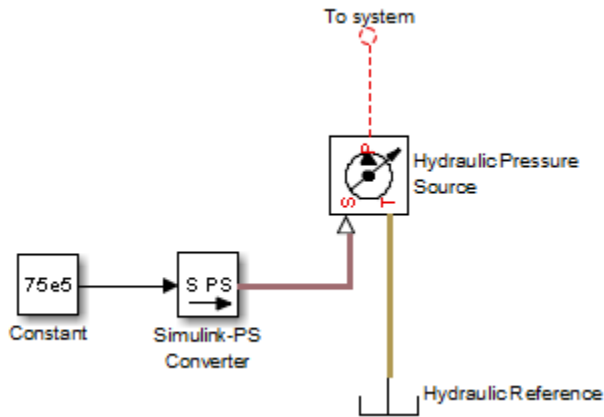 To system
P
Hydraulic Pressure
Source
S
T
75e5
S PS
Constant
Simulink-PS
Converter
Hydraulic Reference